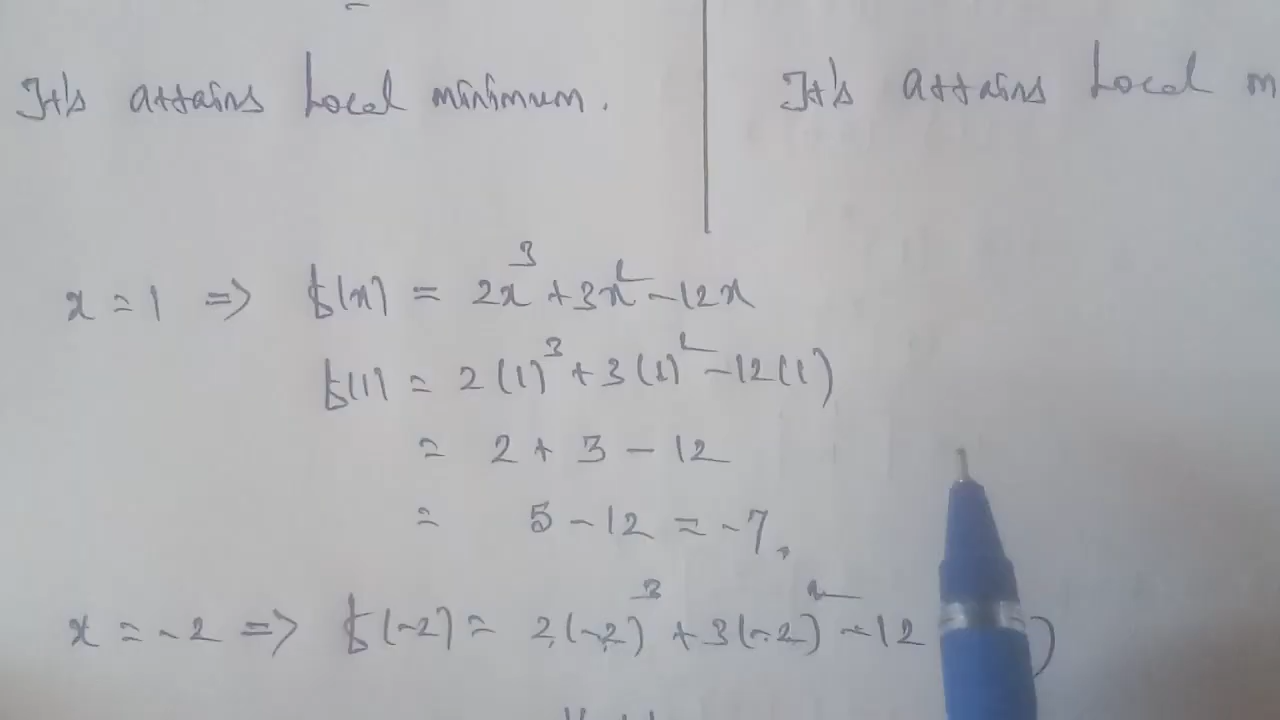 It's attains Local minimum.
It's attains Local m
x = 1 => f(x) = 2x³ + 3x² - 12x
f(1) = 2(1)³ + 3(1)² - 12(1)
= 2 + 3 - 12
= 5 - 12 = -7.
x = -2 => f(-2) = 2(-2)³ + 3(-2)² - 12 )